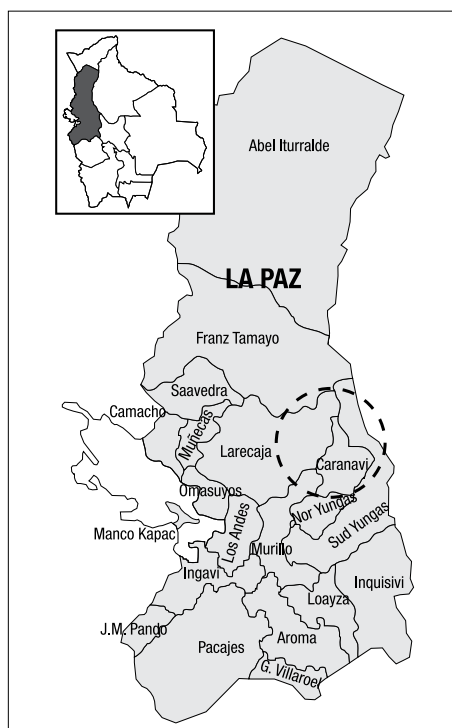 Abel Iturralde
LA PAZ
Franz Tamayo
Saavedra
Camacho
Muñecas
Larecaja
Caranavi
Omasuyos
Nor Yungas
Manco Kapac
Los Andes
Murillo
Sud Yungas
Ingavi
Inquisivi
Loayza
J.M. Pando
Pacajes
Aroma
G. Villaroel